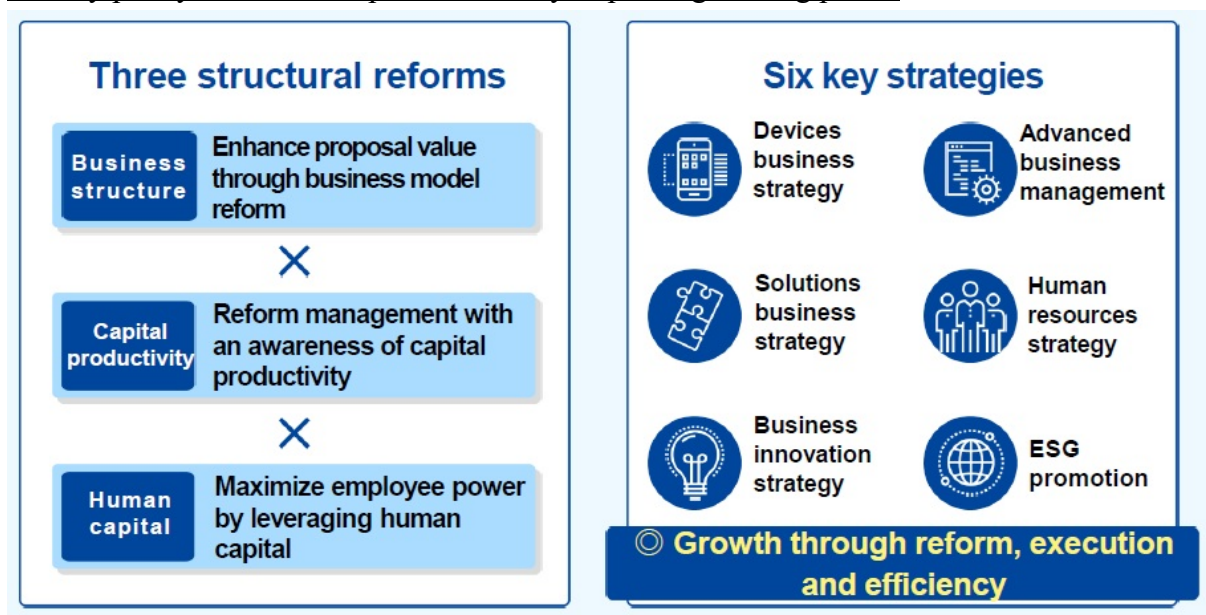 Three structural reforms
Business
structure
Enhance proposal value
through business model
reform
×
Capital
productivity
Reform management with
an awareness of capital
productivity
×
Human
capital
Maximize employee power
by leveraging human
capital
Six key strategies
Devices
business
strategy
Advanced
business
management
Solutions
business
strategy
Human
resources
strategy
Business
innovation
strategy
ESG
promotion
◎ Growth through reform, execution
and efficiency